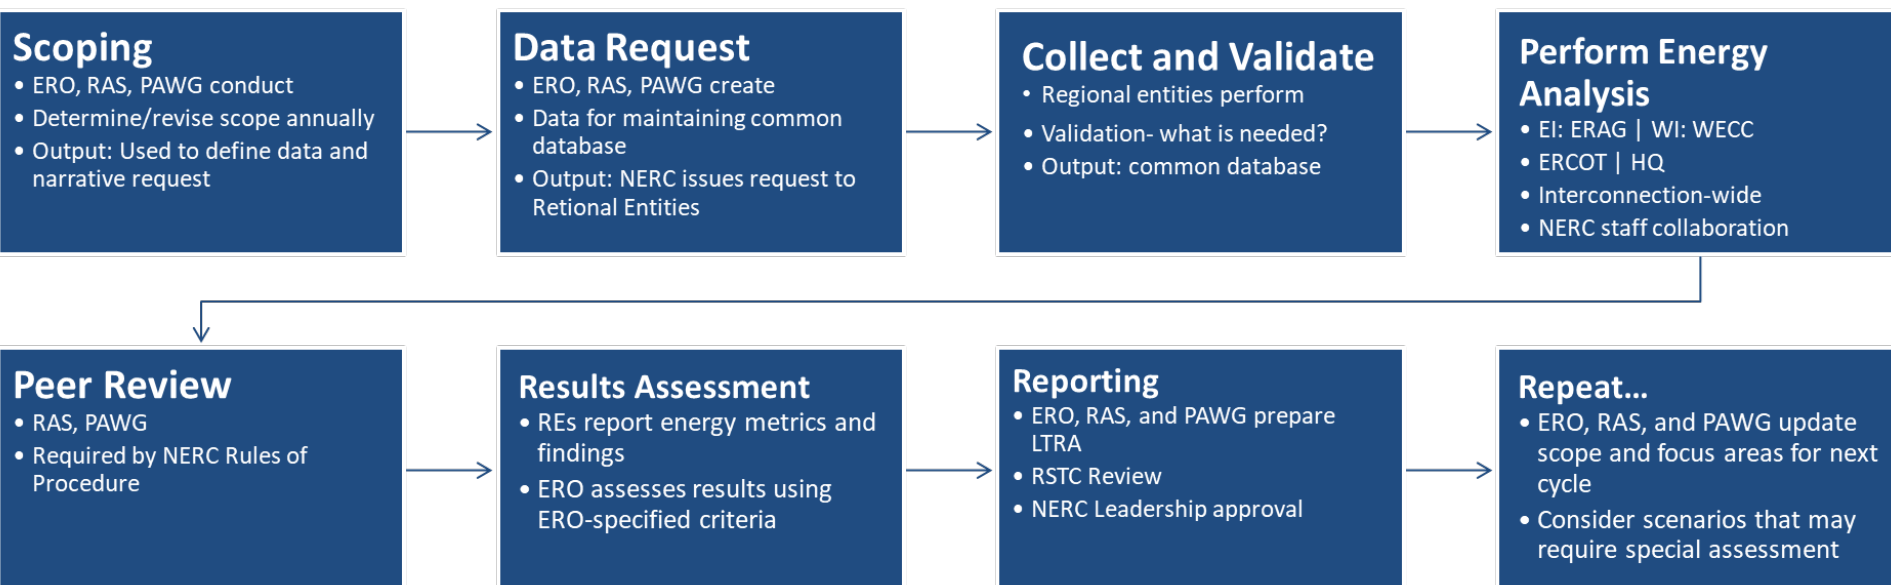 Scoping
• ERO, RAS, PAWG conduct
• Determine/revise scope annually
• Output: Used to define data and
narrative request
Data Request
• ERO, RAS, PAWG create
• Data for maintaining common
database
• Output: NERC issues request to
Retional Entities
Collect and Validate
• Regional entities perform
• Validation- what is needed?
• Output: common database
Perform Energy
Analysis
• EI: ERAG | WI: WECC
• ERCOT | HQ
• Interconnection-wide
• NERC staff collaboration
Peer Review
• RAS, PAWG
• Required by NERC Rules of
Procedure
Results Assessment
• REs report energy metrics and
findings
• ERO assesses results using
ERO-specified criteria
Reporting
• ERO, RAS, and PAWG prepare
LTRA
• RSTC Review
• NERC Leadership approval
Repeat…
• ERO, RAS, and PAWG update
scope and focus areas for next
cycle
• Consider scenarios that may
require special assessment